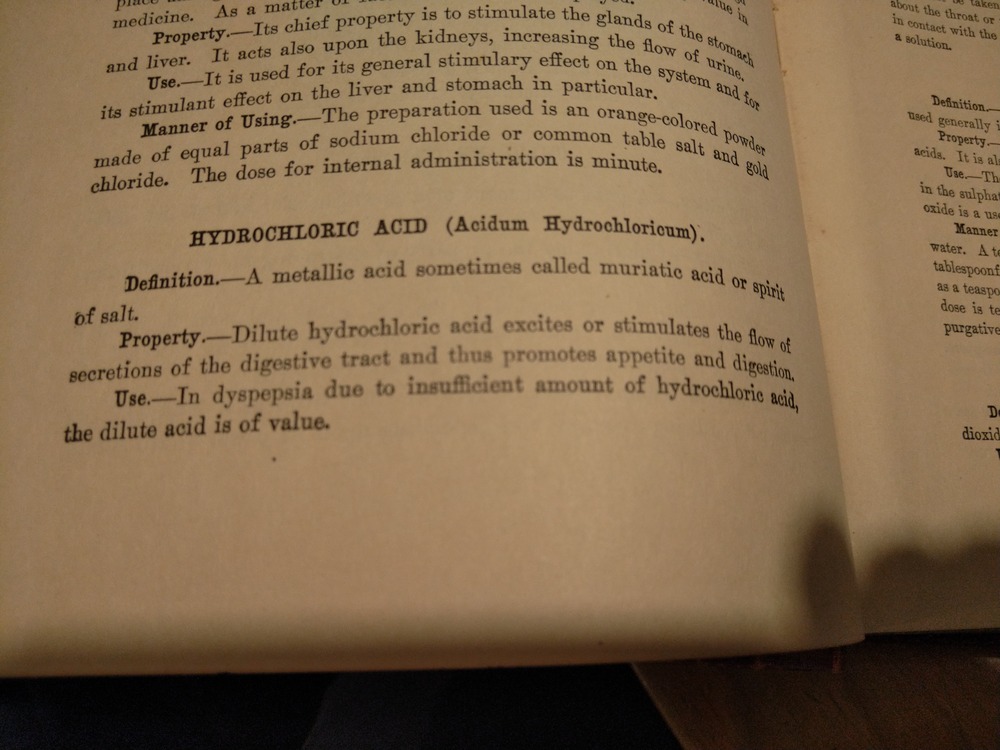 medicine. As a matter of
Property.—Its chief property is to stimulate the glands of the stomach
and liver. It acts also upon the kidneys, increasing the flow of urine.
Use.—It is used for its general stimulary effect on the system and for
its stimulant effect on the liver and stomach in particular.
Manner of Using.—The preparation used is an orange-colored powder
made of equal parts of sodium chloride or common table salt and gold
chloride. The dose for internal administration is minute.
HYDROCHLORIC ACID (Acidum Hydrochloricum).
Definition.—A metallic acid sometimes called muriatic acid or spirit
of salt.
Property.—Dilute hydrochloric acid excites or stimulates the flow of
secretions of the digestive tract and thus promotes appetite and digestion.
Use.—In dyspepsia due to insufficient amount of hydrochloric acid,
the dilute acid is of value.
about the throat or
in contact with the
a solution.
Definition.—
used generally
Property.—
acids. It is
Use.—
in the
oxide is a
Manner
water. A
as a
dose is